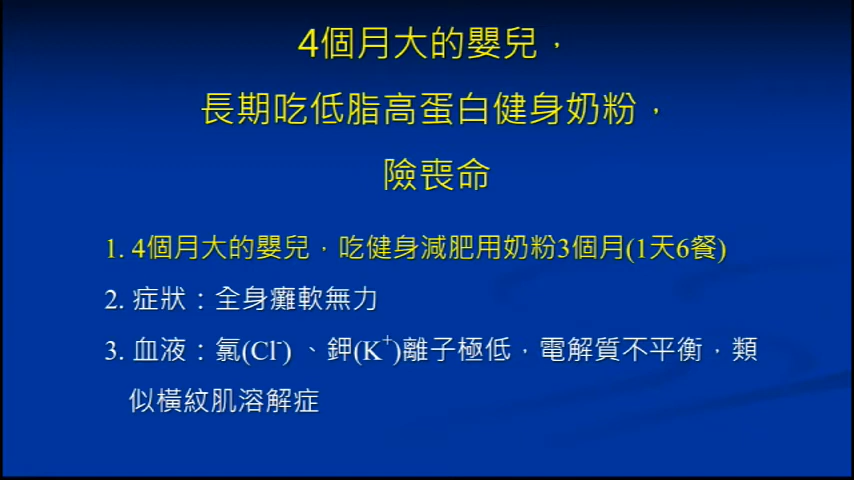 4個月大的嬰兒，
長期吃低脂高蛋白健身奶粉，
險喪命
1. 4個月大的嬰兒，吃健身減肥用奶粉3個月(1天6餐)
2. 症狀：全身癱軟無力
3. 血液：氯(Cl⁻) 、鉀(K⁺)離子極低，電解質不平衡，類
似橫紋肌溶解症